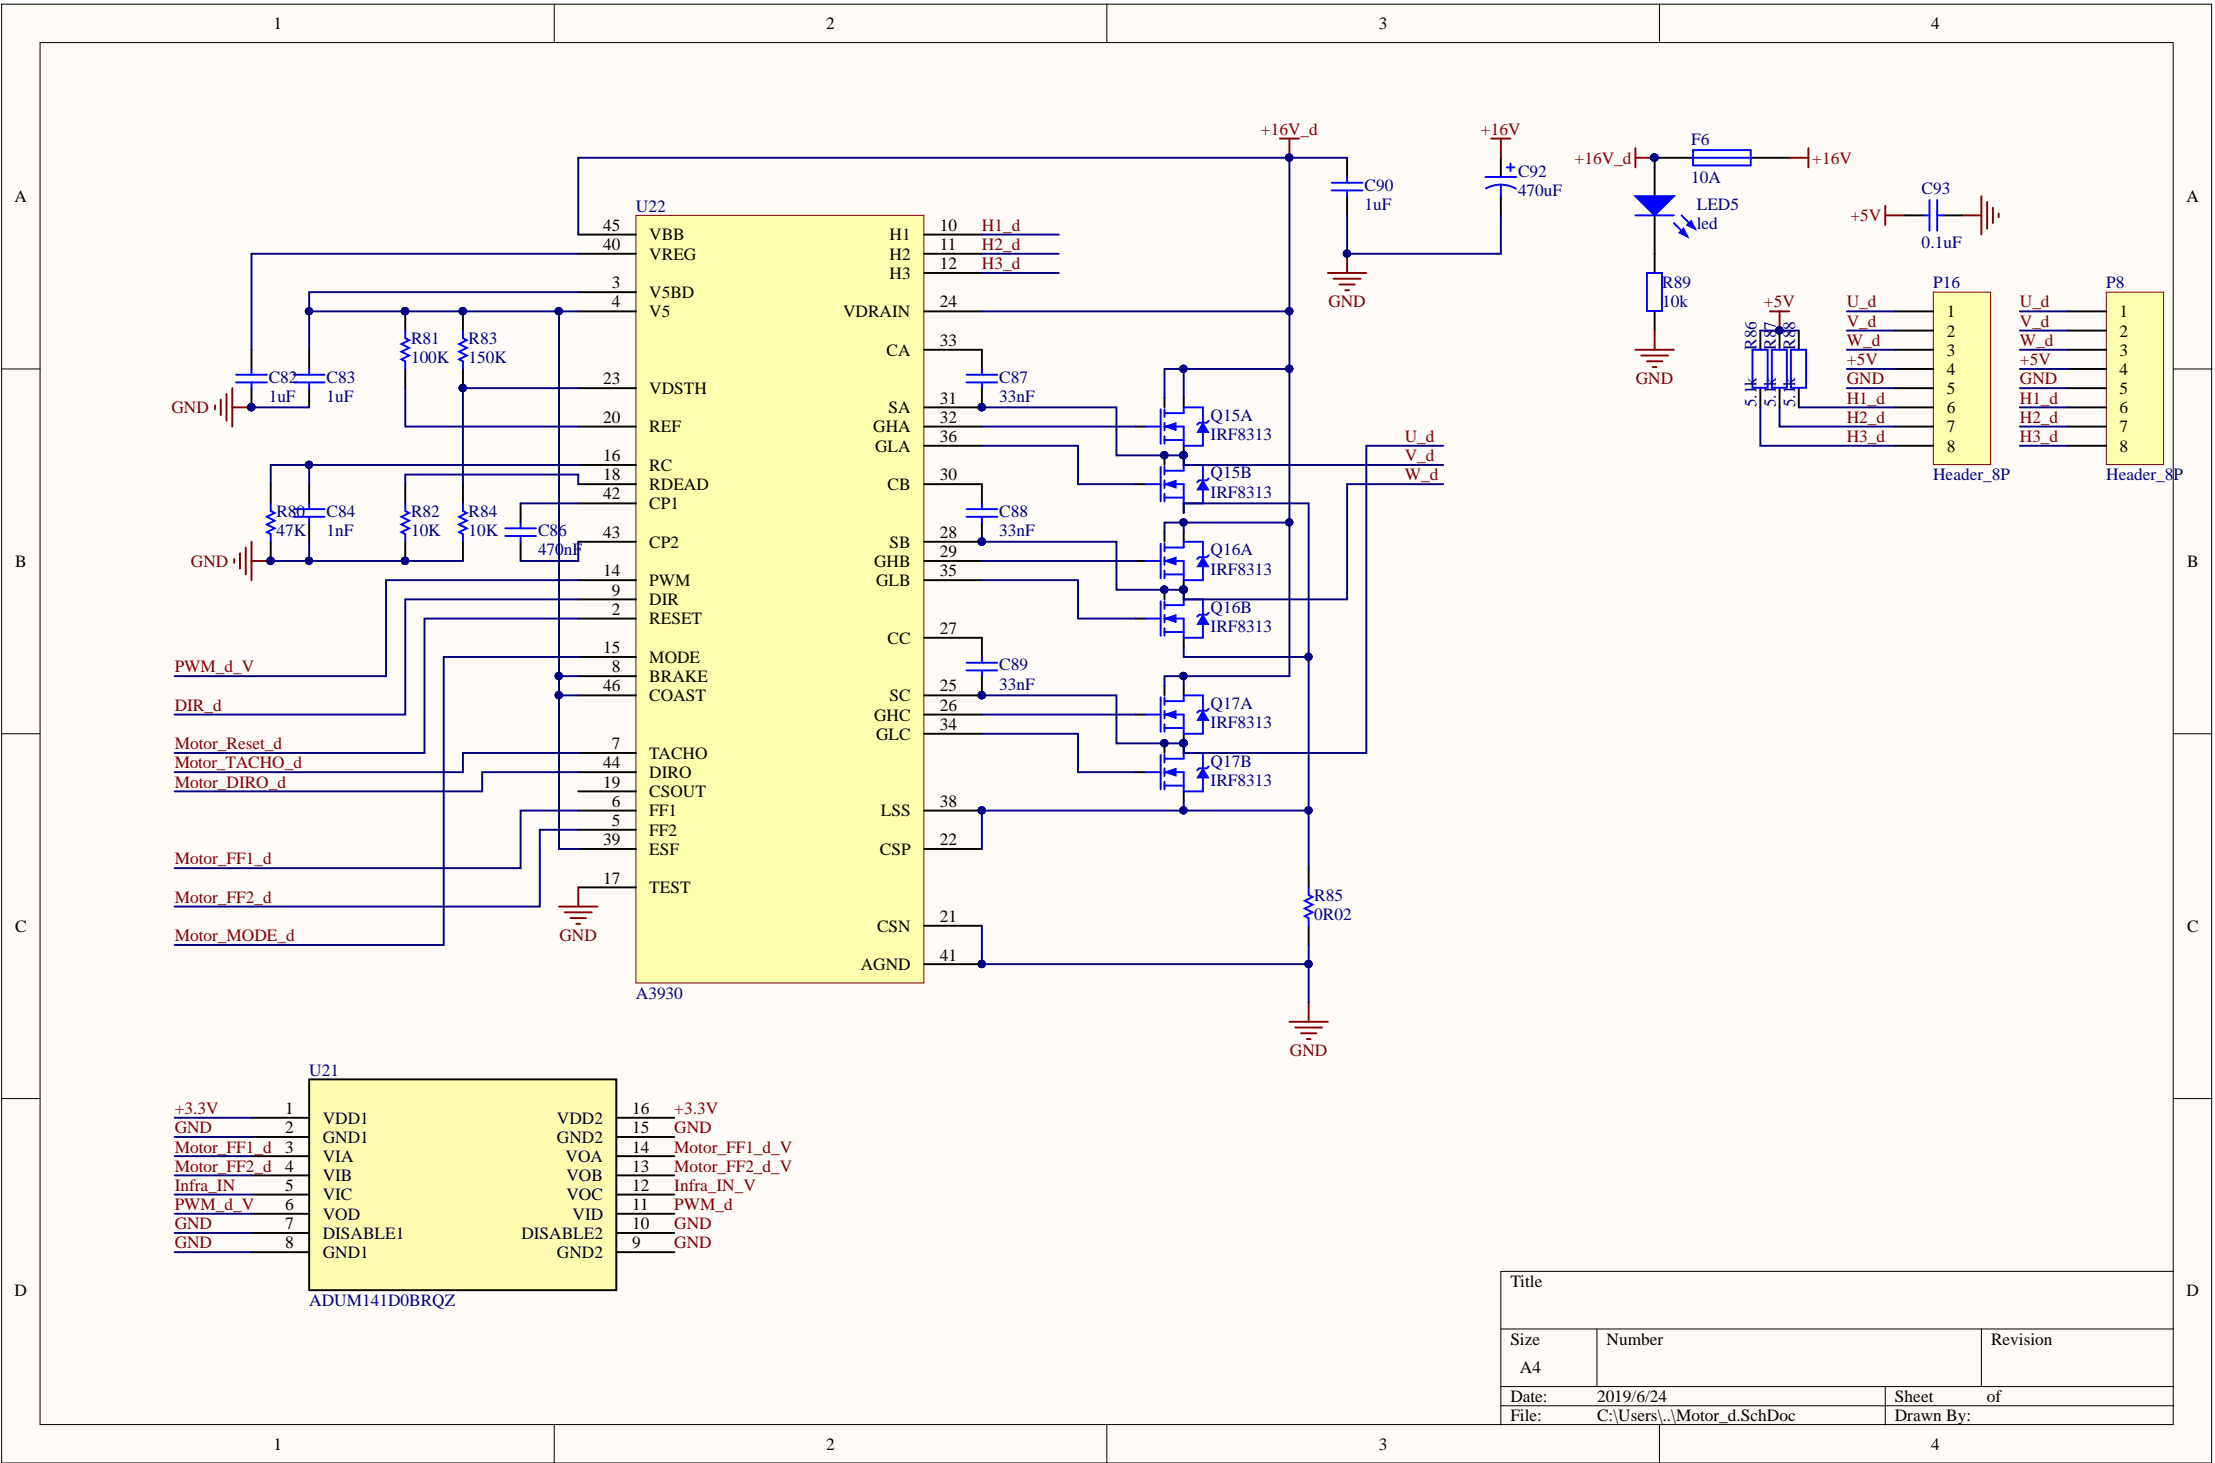 1 2 3 4
A
B
C
D
A
B
C
D
1 2 3 4
U22
A3930
45 VBB
40 VREG
3 V5BD
4 V5
23 VDSTH
20 REF
16 RC
18 RDEAD
42 CP1
43 CP2
14 PWM
9 DIR
2 RESET
15 MODE
8 BRAKE
46 COAST
7 TACHO
44 DIRO
19 CSOUT
6 FF1
5 FF2
39 ESF
17 TEST
GND
H1 10 H1_d
H2 11 H2_d
H3 12 H3_d
VDRAIN 24
CA 33
SA 31
GHA 32
GLA 36
CB 30
SB 28
GHB 29
GLB 35
CC 27
SC 25
GHC 26
GLC 34
LSS 38
CSP 22
CSN 21
AGND 41
C82
1uF
C83
1uF
GND
R81
100K
R83
150K
R80
47K
C84
1nF
R82
10K
R84
10K
C86
470nF
GND
PWM_d_V
DIR_d
Motor_Reset_d
Motor_TACHO_d
Motor_DIRO_d
Motor_FF1_d
Motor_FF2_d
Motor_MODE_d
C87
33nF
C88
33nF
C89
33nF
Q15A
IRF8313
Q15B
IRF8313
Q16A
IRF8313
Q16B
IRF8313
Q17A
IRF8313
Q17B
IRF8313
U_d
V_d
W_d
R85
0R02
GND
+16V_d
C90
1uF
GND
+16V
C92
470uF
+16V_d
F6
10A
+16V
LED5
led
R89
10k
GND
+5V
C93
0.1uF
+5V
R86
R87
R88
5.1k
5.1k
5.1k
P16
U_d 1
V_d 2
W_d 3
+5V 4
GND 5
H1_d 6
H2_d 7
H3_d 8
Header_8P
P8
U_d 1
V_d 2
W_d 3
+5V 4
GND 5
H1_d 6
H2_d 7
H3_d 8
Header_8P
U21
+3.3V 1 VDD1 VDD2 16 +3.3V
GND 2 GND1 GND2 15 GND
Motor_FF1_d 3 VIA VOA 14 Motor_FF1_d_V
Motor_FF2_d 4 VIB VOB 13 Motor_FF2_d_V
Infra_IN 5 VIC VOC 12 Infra_IN_V
PWM_d_V 6 VOD VID 11 PWM_d
GND 7 DISABLE1 DISABLE2 10 GND
GND 8 GND1 GND2 9 GND
ADUM141D0BRQZ
Title
Size Number Revision
A4
Date: 2019/6/24 Sheet of
File: C:\Users\..\Motor_d.SchDoc Drawn By: